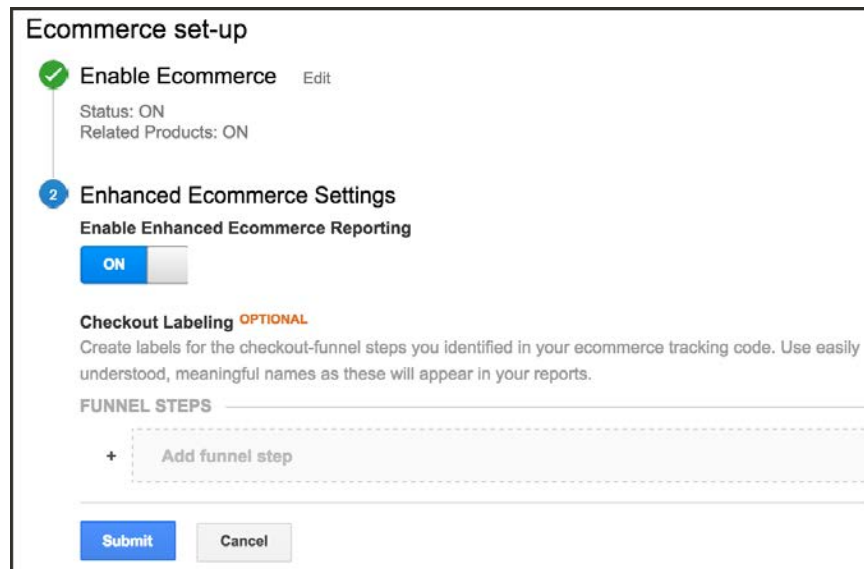 Ecommerce set-up
Enable Ecommerce Edit
Status: ON
Related Products: ON
2 Enhanced Ecommerce Settings
Enable Enhanced Ecommerce Reporting
ON
Checkout Labeling OPTIONAL
Create labels for the checkout-funnel steps you identified in your ecommerce tracking code. Use easily
understood, meaningful names as these will appear in your reports.
FUNNEL STEPS
+ Add funnel step
Submit Cancel